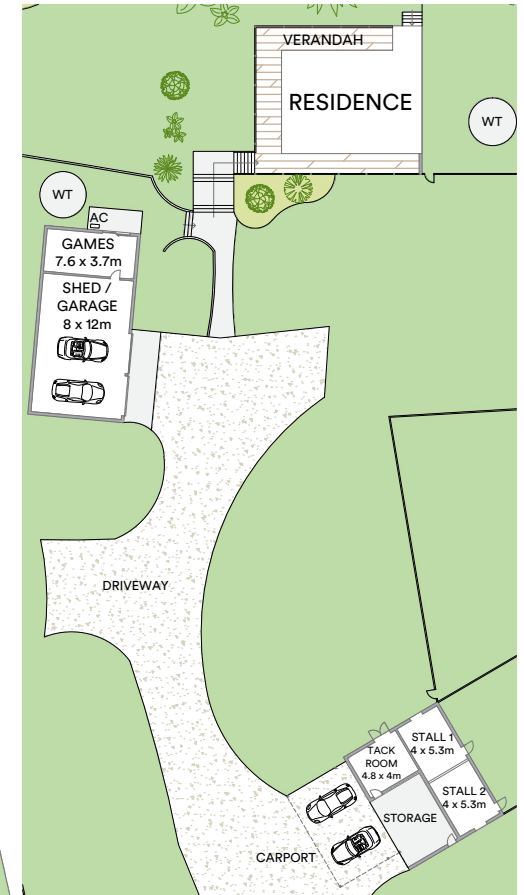 VERANDAH
RESIDENCE
WT
WT
AC
GAMES
7.6 x 3.7m
SHED /
GARAGE
8 x 12m
DRIVEWAY
TACK
ROOM
4.8 x 4m
STALL 1
4 x 5.3m
STALL 2
4 x 5.3m
STORAGE
CARPORT